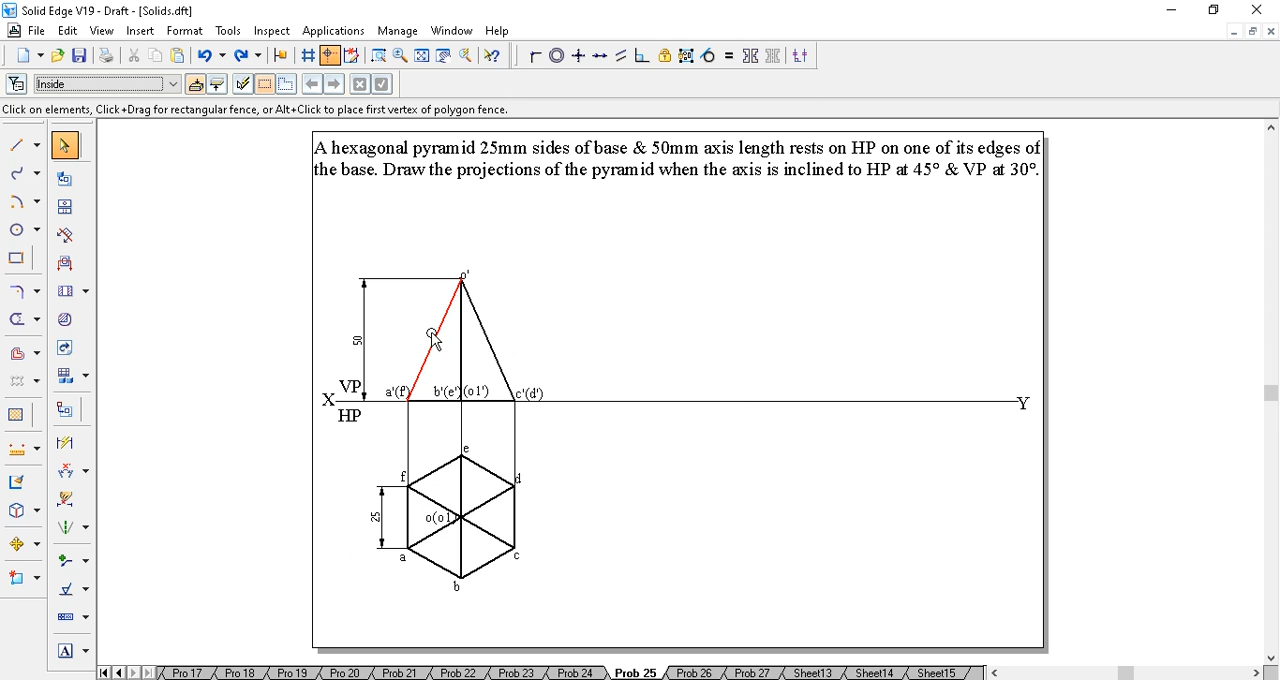 Solid Edge V19 - Draft - [Solids.dft]
File Edit View Insert Format Tools Inspect Applications Manage Window Help
Inside
Click on elements, Click+Drag for rectangular fence, or Alt+Click to place first vertex of polygon fence.
A hexagonal pyramid 25mm sides of base & 50mm axis length rests on HP on one of its edges of
the base. Draw the projections of the pyramid when the axis is inclined to HP at 45° & VP at 30°.
o'
50
VP
a'(f') b'(e') (o1') c'(d')
X Y
HP
e
f d
25
o(o1)
a c
b
A
Pro 17 Pro 18 Pro 19 Pro 20 Prob 21 Prob 22 Prob 23 Prob 24 Prob 25 Prob 26 Prob 27 Sheet13 Sheet14 Sheet15